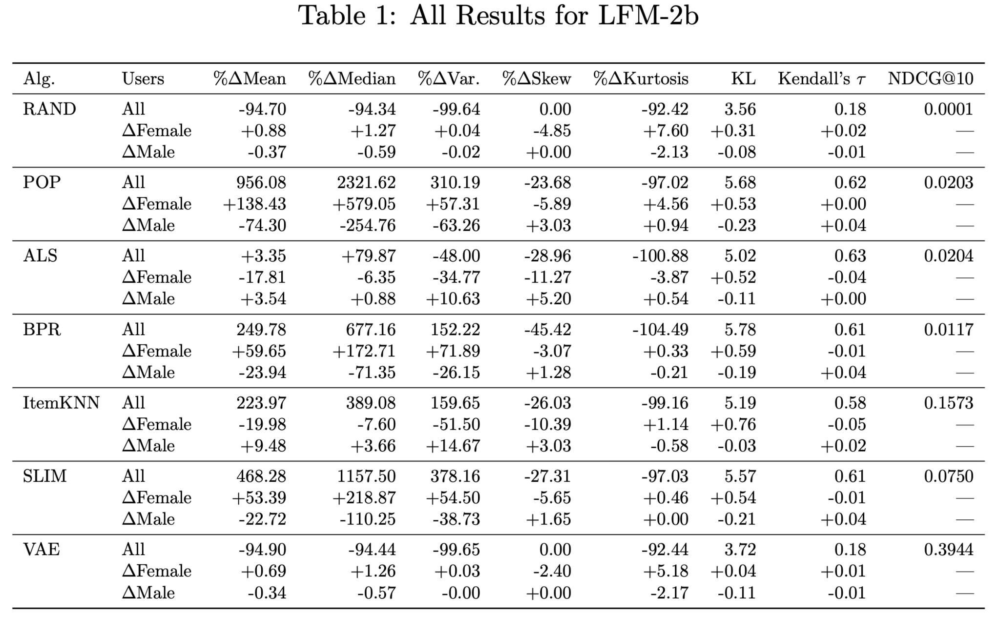 Table 1: All Results for LFM-2b
Alg. Users %ΔMean %ΔMedian %ΔVar. %ΔSkew %ΔKurtosis KL Kendall's τ NDCG@10
RAND All -94.70 -94.34 -99.64 0.00 -92.42 3.56 0.18 0.0001
ΔFemale +0.88 +1.27 +0.04 -4.85 +7.60 +0.31 +0.02 —
ΔMale -0.37 -0.59 -0.02 +0.00 -2.13 -0.08 -0.01 —
POP All 956.08 2321.62 310.19 -23.68 -97.02 5.68 0.62 0.0203
ΔFemale +138.43 +579.05 +57.31 -5.89 +4.56 +0.53 +0.00 —
ΔMale -74.30 -254.76 -63.26 +3.03 +0.94 -0.23 +0.04 —
ALS All +3.35 +79.87 -48.00 -28.96 -100.88 5.02 0.63 0.0204
ΔFemale -17.81 -6.35 -34.77 -11.27 -3.87 +0.52 -0.04 —
ΔMale +3.54 +0.88 +10.63 +5.20 +0.54 -0.11 +0.00 —
BPR All 249.78 677.16 152.22 -45.42 -104.49 5.78 0.61 0.0117
ΔFemale +59.65 +172.71 +71.89 -3.07 +0.33 +0.59 -0.01 —
ΔMale -23.94 -71.35 -26.15 +1.28 -0.21 -0.19 +0.04 —
ItemKNN All 223.97 389.08 159.65 -26.03 -99.16 5.19 0.58 0.1573
ΔFemale -19.98 -7.60 -51.50 -10.39 +1.14 +0.76 -0.05 —
ΔMale +9.48 +3.66 +14.67 +3.03 -0.58 -0.03 +0.02 —
SLIM All 468.28 1157.50 378.16 -27.31 -97.03 5.57 0.61 0.0750
ΔFemale +53.39 +218.87 +54.50 -5.65 +0.46 +0.54 -0.01 —
ΔMale -22.72 -110.25 -38.73 +1.65 +0.00 -0.21 +0.04 —
VAE All -94.90 -94.44 -99.65 0.00 -92.44 3.72 0.18 0.3944
ΔFemale +0.69 +1.26 +0.03 -2.40 +5.18 +0.04 +0.01 —
ΔMale -0.34 -0.57 -0.00 +0.00 -2.17 -0.11 -0.01 —